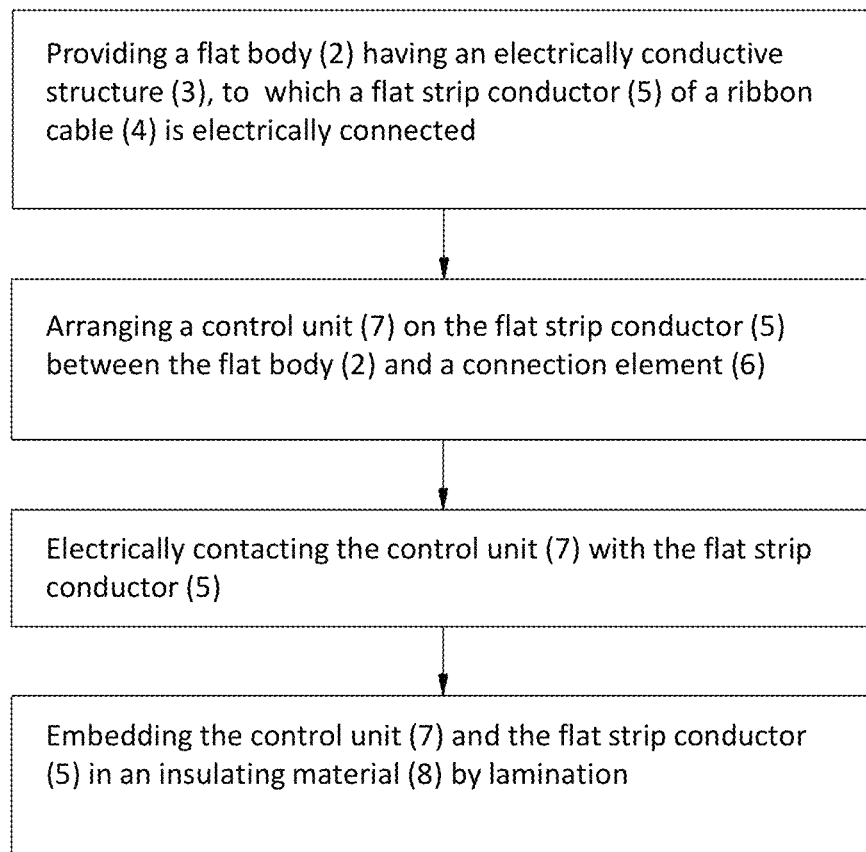 Providing a flat body (2) having an electrically conductive
structure (3), to which a flat strip conductor (5) of a ribbon
cable (4) is electrically connected
Arranging a control unit (7) on the flat strip conductor (5)
between the flat body (2) and a connection element (6)
Electrically contacting the control unit (7) with the flat strip
conductor (5)
Embedding the control unit (7) and the flat strip conductor
(5) in an insulating material (8) by lamination